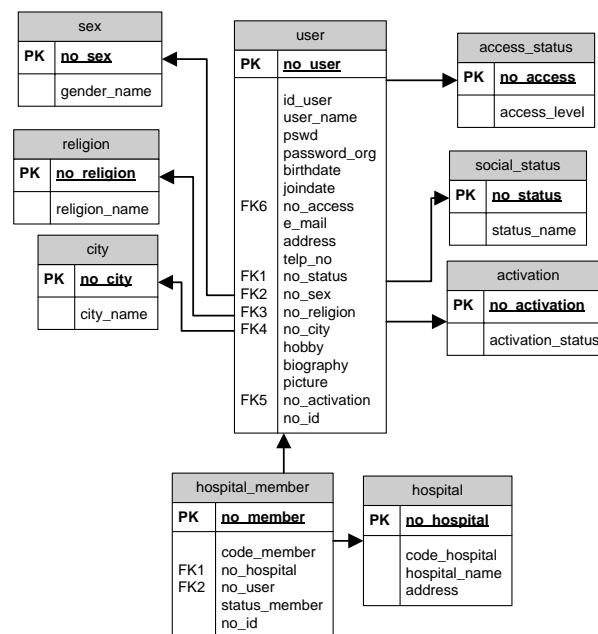 sex
PK no_sex
gender_name
religion
PK no_religion
religion_name
city
PK no_city
city_name
user
PK no_user
id_user
user_name
pswd
password_org
birthdate
joindate
FK6 no_access
e_mail
address
telp_no
FK1 no_status
FK2 no_sex
FK3 no_religion
FK4 no_city
hobby
biography
picture
FK5 no_activation
no_id
access_status
PK no_access
access_level
social_status
PK no_status
status_name
activation
PK no_activation
activation_status
hospital_member
PK no_member
code_member
FK1 no_hospital
FK2 no_user
status_member
no_id
hospital
PK no_hospital
code_hospital
hospital_name
address